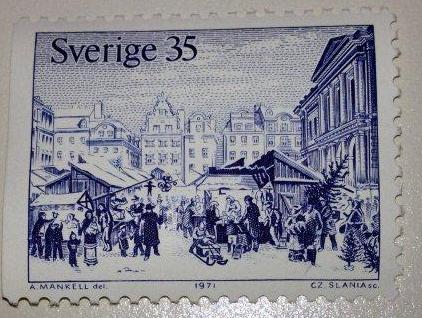 Sverige 35
A. MANKELL del. 1971 CZ. SLANIA sc.